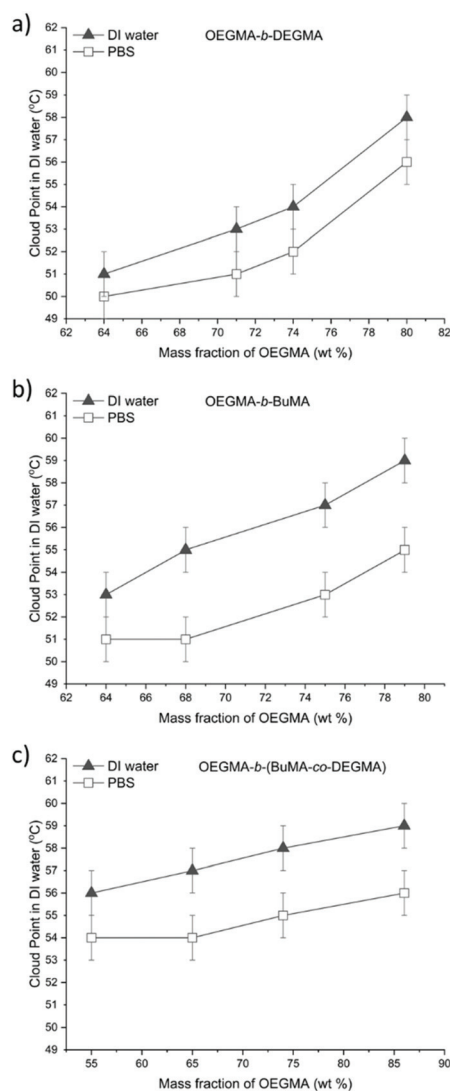 a)
DI water
PBS
OEGMA-b-DEGMA
Cloud Point in DI water (°C)
62
61
60
59
58
57
56
55
54
53
52
51
50
49
62 64 66 68 70 72 74 76 78 80 82
Mass fraction of OEGMA (wt %)
b)
DI water
PBS
OEGMA-b-BuMA
Cloud Point in DI water (°C)
62
61
60
59
58
57
56
55
54
53
52
51
50
49
62 64 66 68 70 72 74 76 78 80
Mass fraction of OEGMA (wt %)
c)
DI water
PBS
OEGMA-b-(BuMA-co-DEGMA)
Cloud Point in DI water (°C)
62
61
60
59
58
57
56
55
54
53
52
51
50
49
55 60 65 70 75 80 85 90
Mass fraction of OEGMA (wt %)